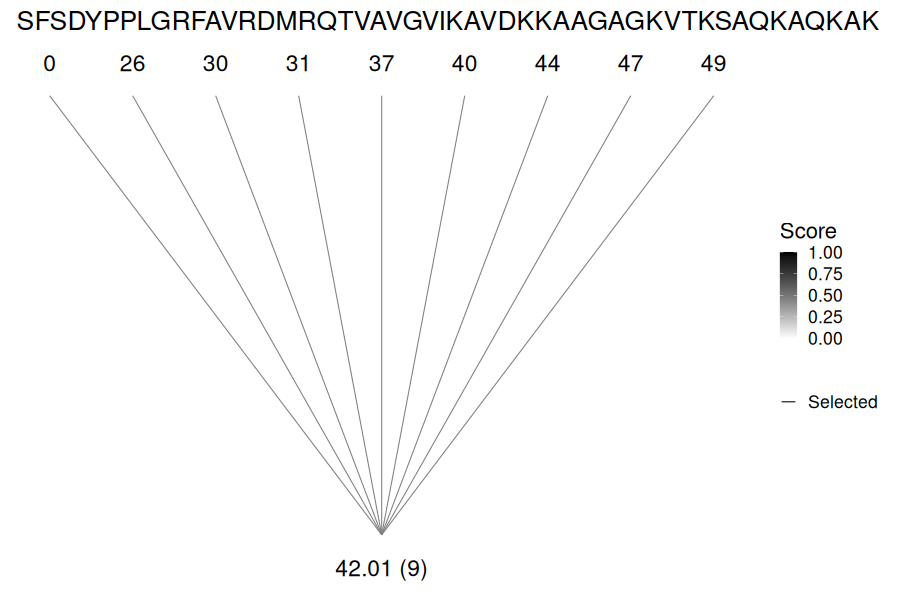 SFSDYPPLGRFAVRDMRQTVAVGVIKAVDKKAAGAGKVTKSAQKAQKAK
0 26 30 31 37 40 44 47 49
Score
1.00
0.75
0.50
0.25
0.00
Selected
42.01 (9)